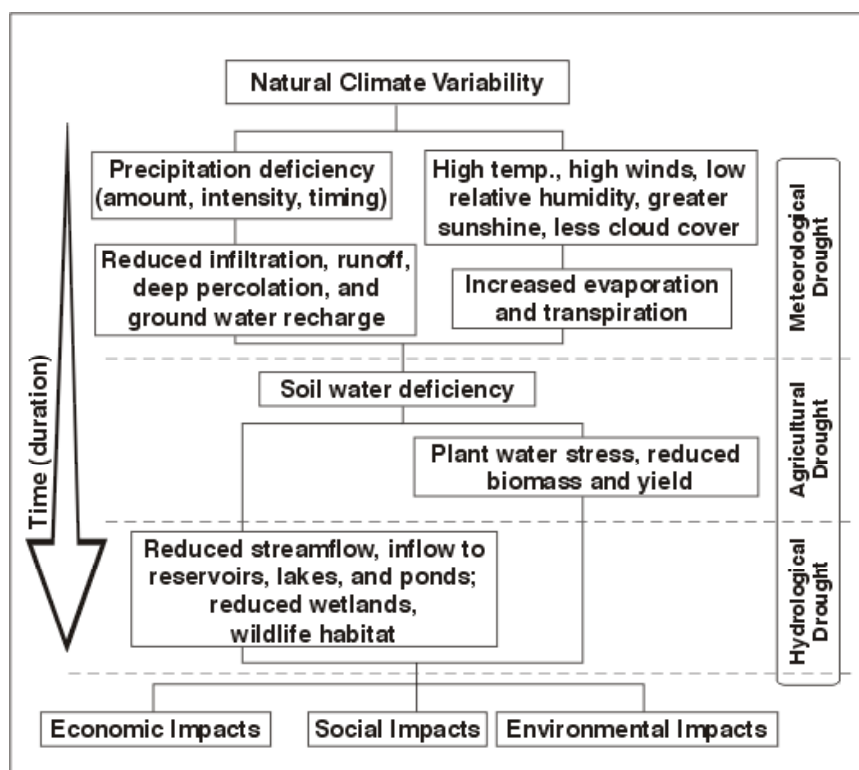 Natural Climate Variability
Precipitation deficiency
(amount, intensity, timing)
High temp., high winds, low
relative humidity, greater
sunshine, less cloud cover
Reduced infiltration, runoff,
deep percolation, and
ground water recharge
Increased evaporation
and transpiration
Meteorological
Drought
Time (duration)
Soil water deficiency
Plant water stress, reduced
biomass and yield
Agricultural
Drought
Reduced streamflow, inflow to
reservoirs, lakes, and ponds;
reduced wetlands,
wildlife habitat
Hydrological
Drought
Economic Impacts
Social Impacts
Environmental Impacts